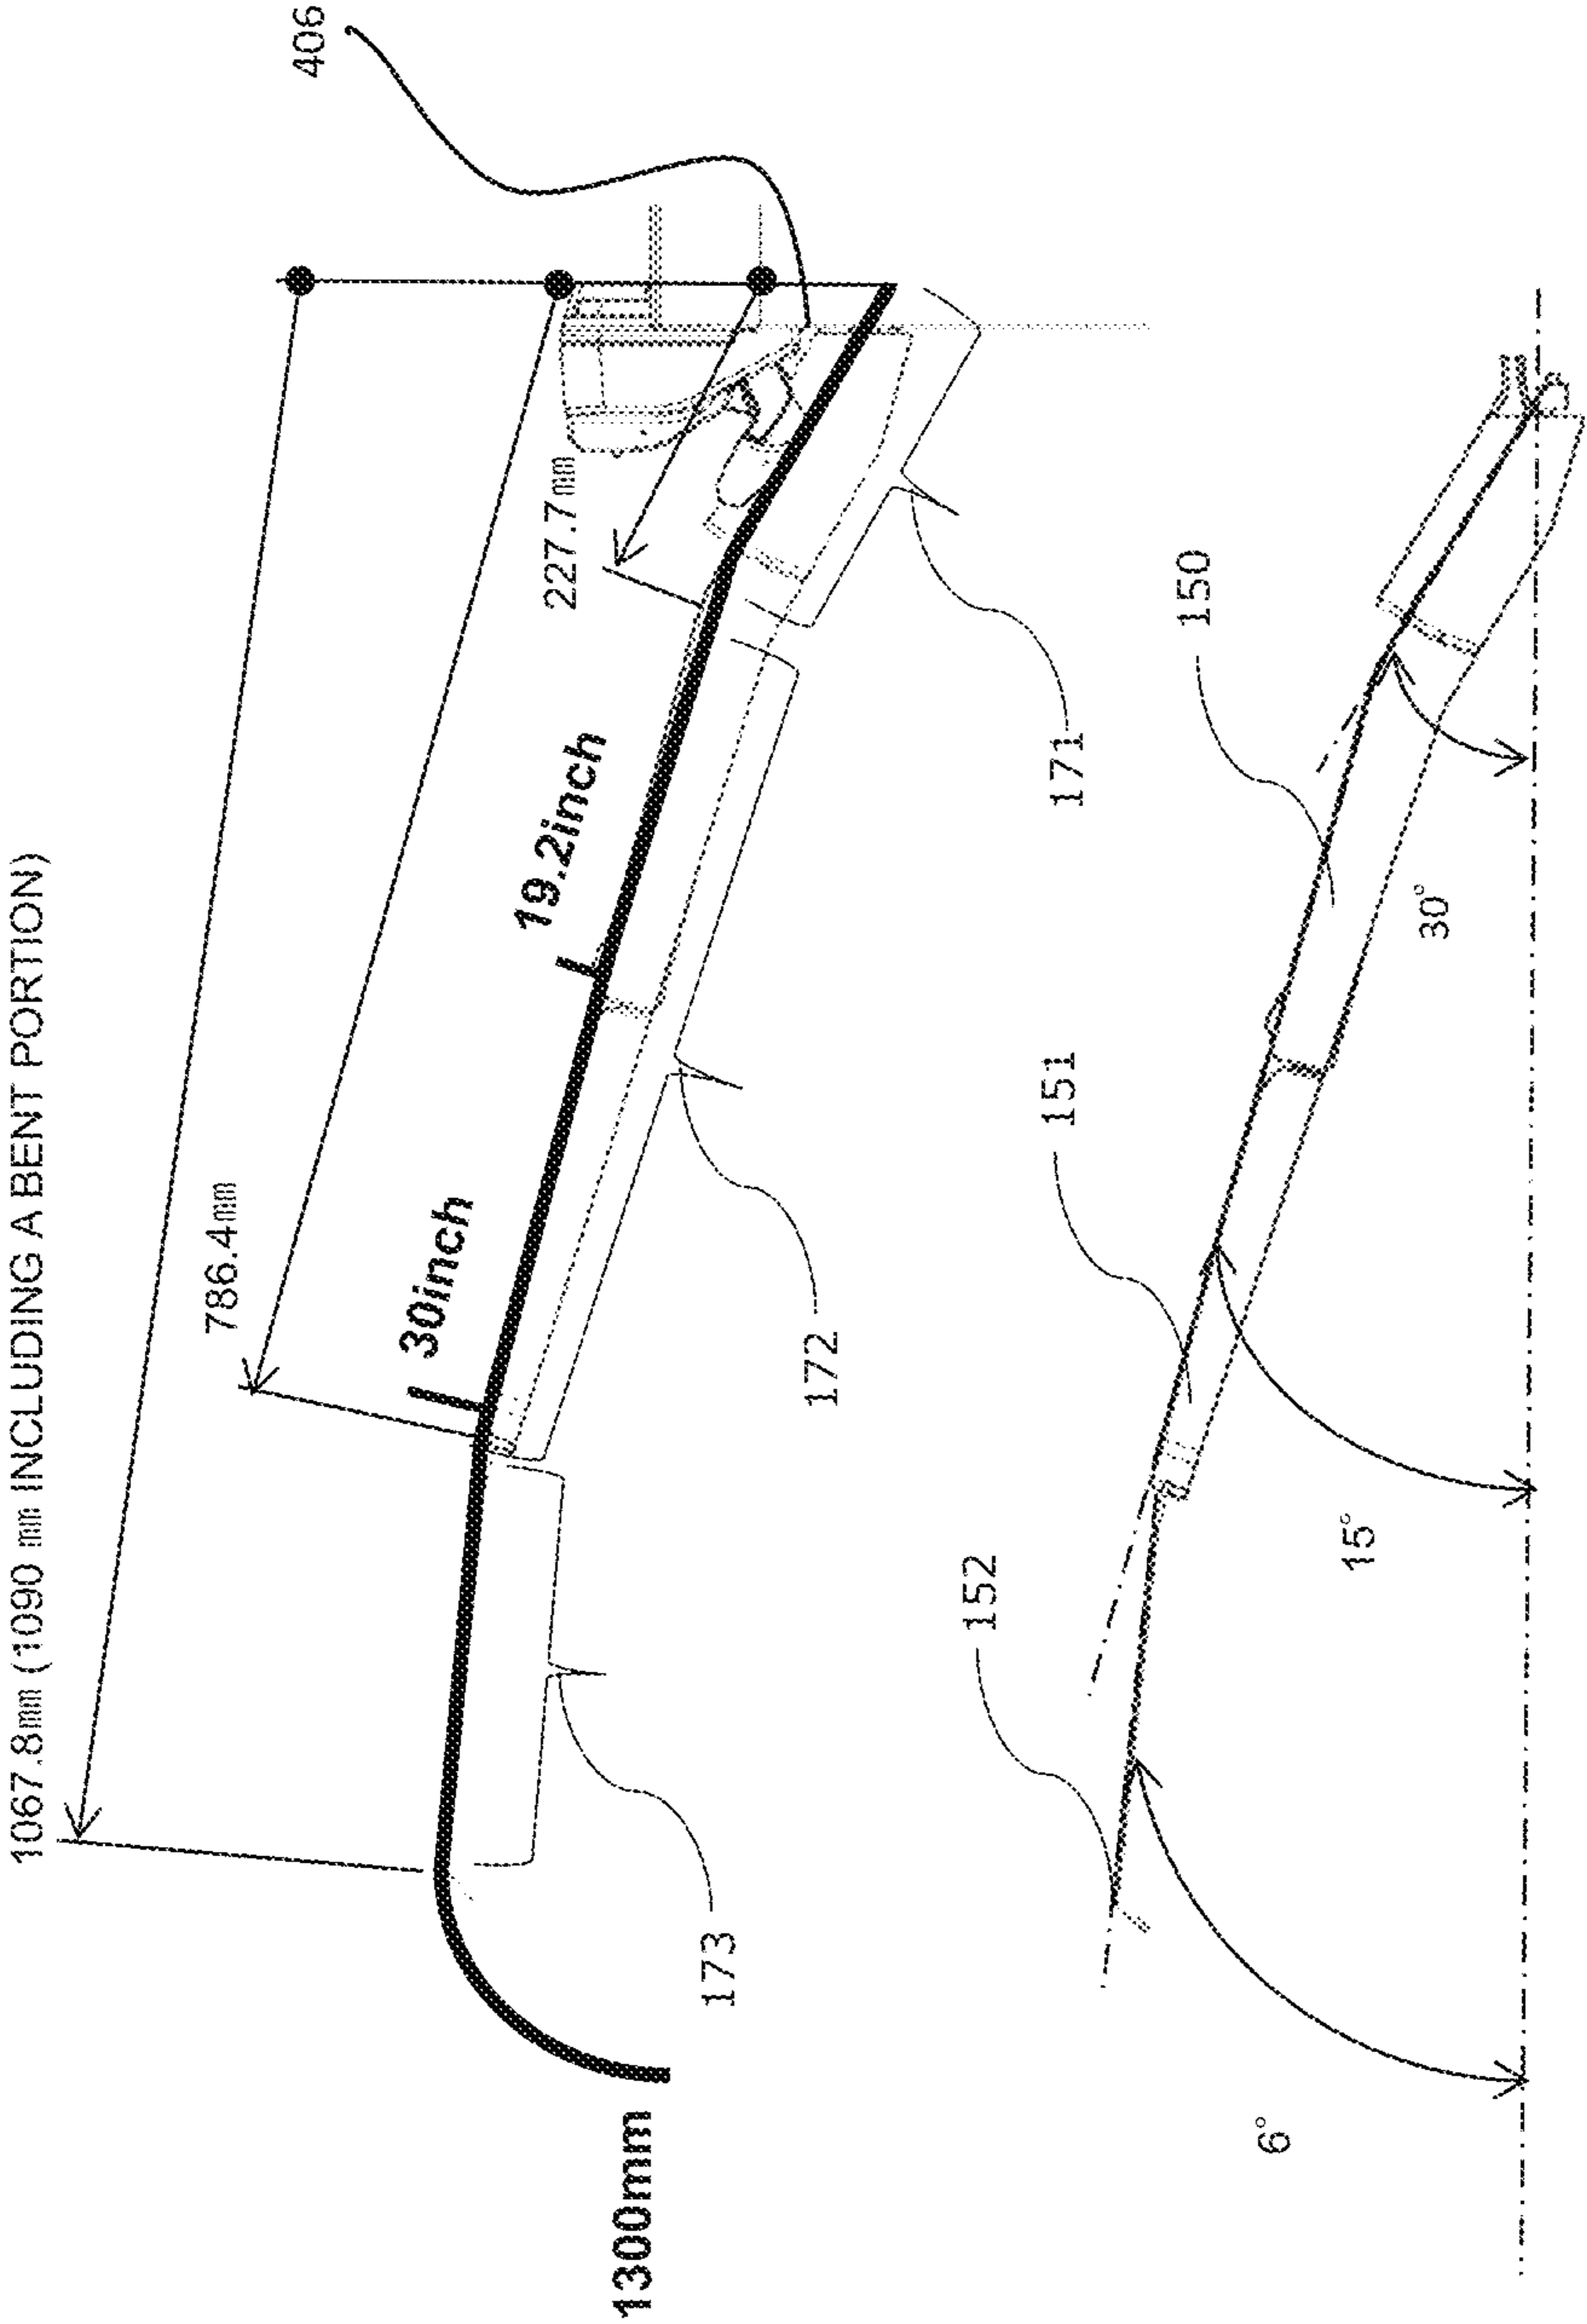 1067.8mm (1090 mm INCLUDING A BENT PORTION)
786.4mm
227.7mm
406
1300mm
30inch
19.2inch
173
172
171
152
151
150
6°
15°
30°